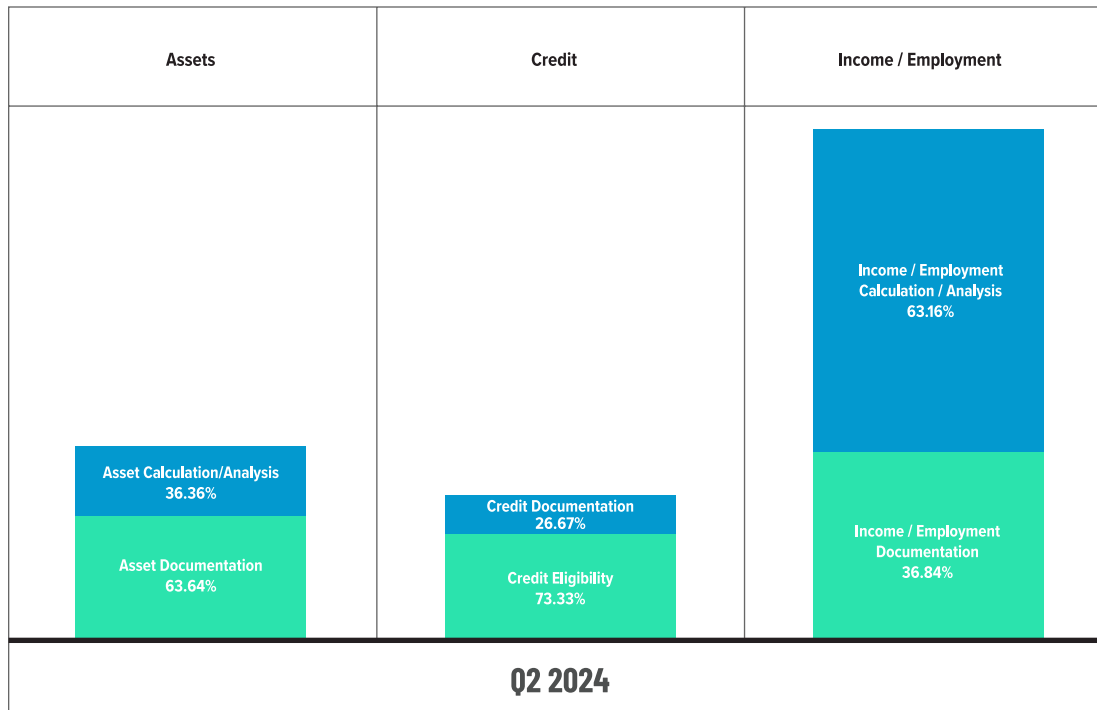 Assets
Credit
Income / Employment
Asset Calculation/Analysis
36.36%
Asset Documentation
63.64%
Credit Documentation
26.67%
Credit Eligibility
73.33%
Income / Employment
Calculation / Analysis
63.16%
Income / Employment
Documentation
36.84%
Q2 2024